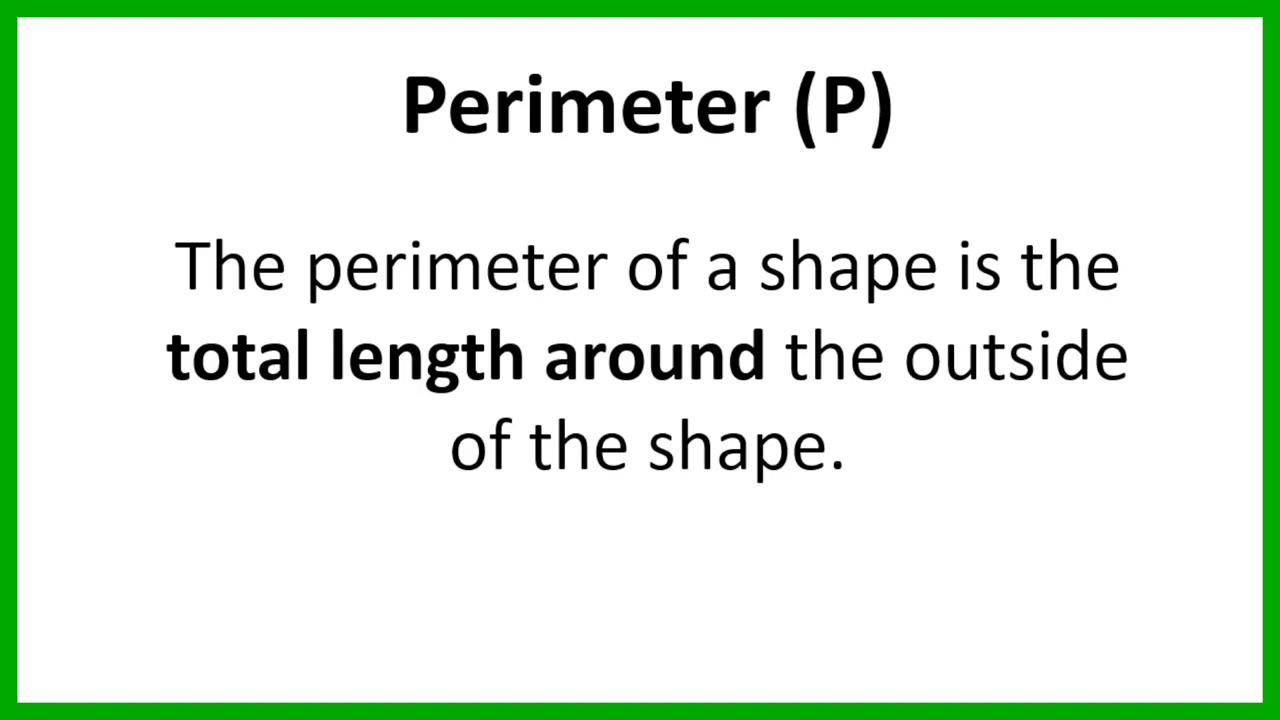 Perimeter (P)
The perimeter of a shape is the
total length around the outside
of the shape.